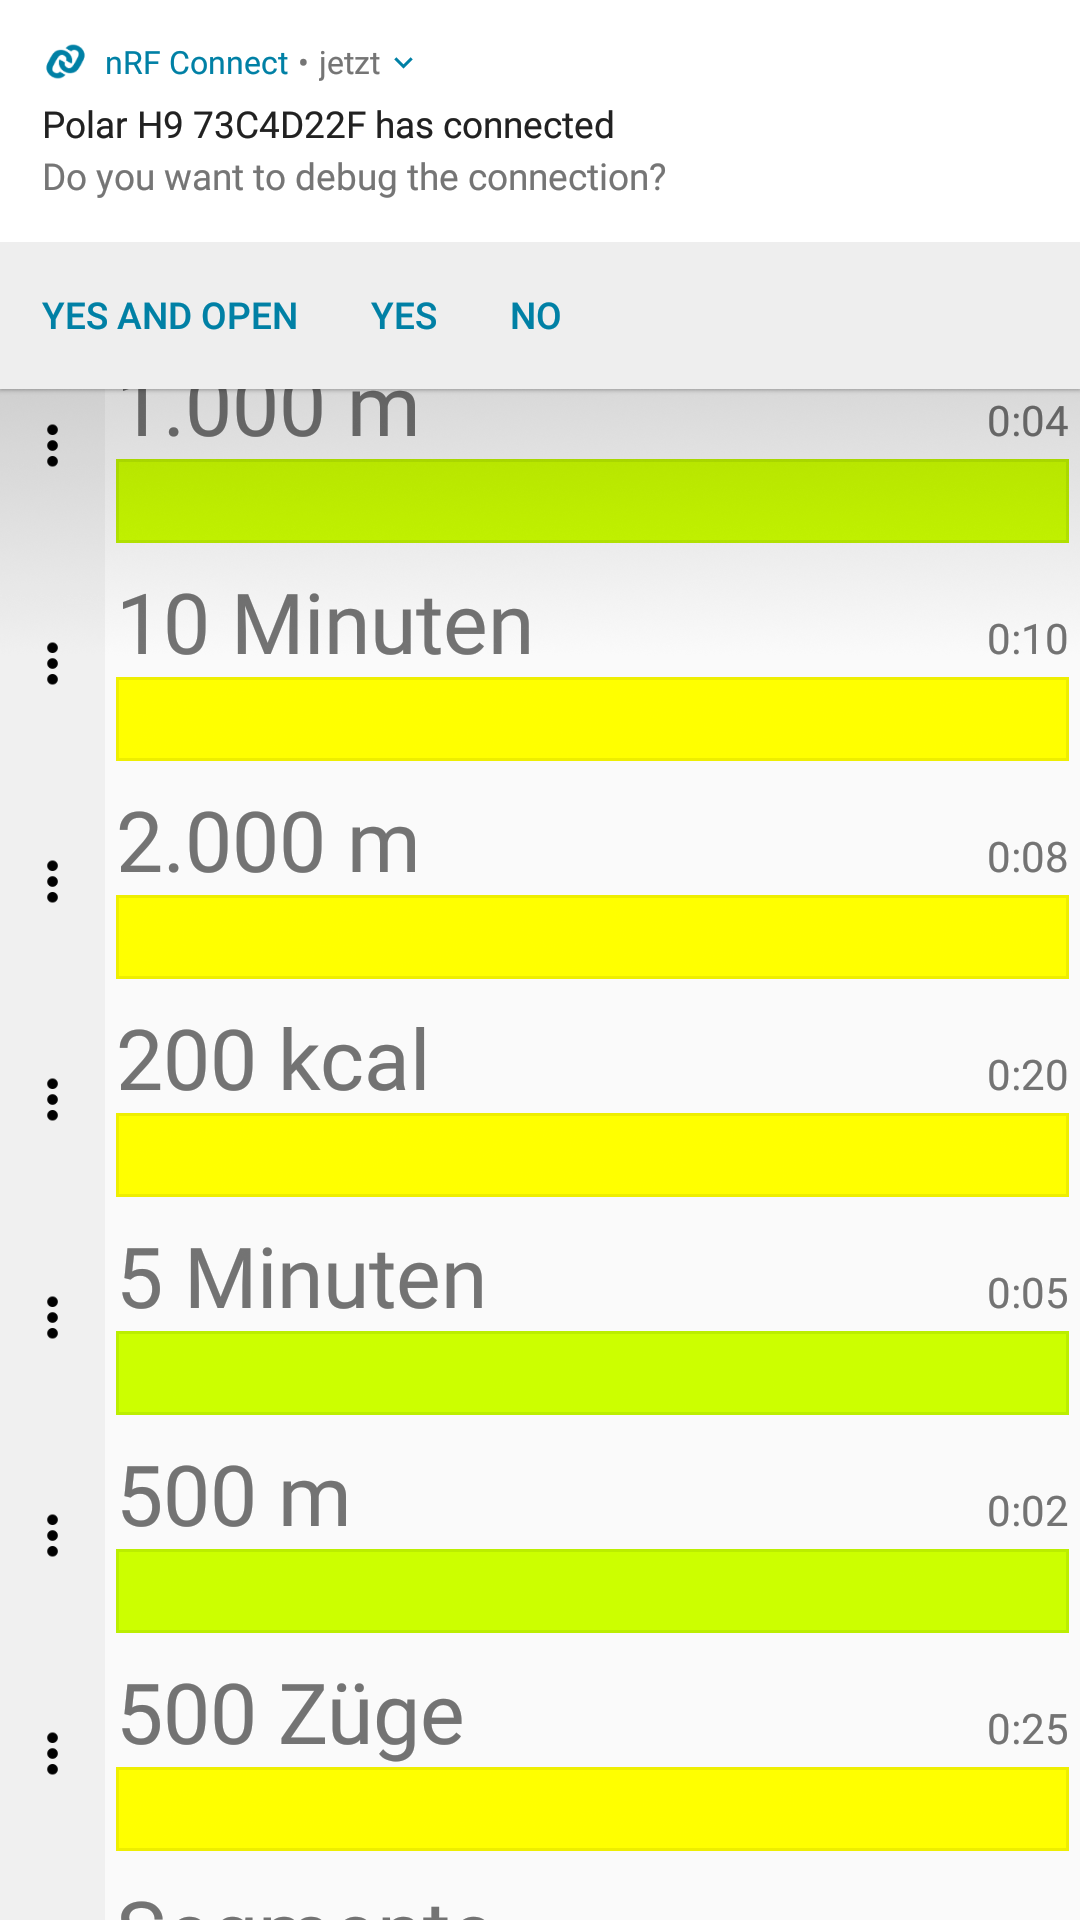 nRF Connect • jetzt
Polar H9 73C4D22F has connected
Do you want to debug the connection?
YES AND OPEN YES NO
1.000 m 0:04
10 Minuten 0:10
2.000 m 0:08
200 kcal 0:20
5 Minuten 0:05
500 m 0:02
500 Züge 0:25
Segmente